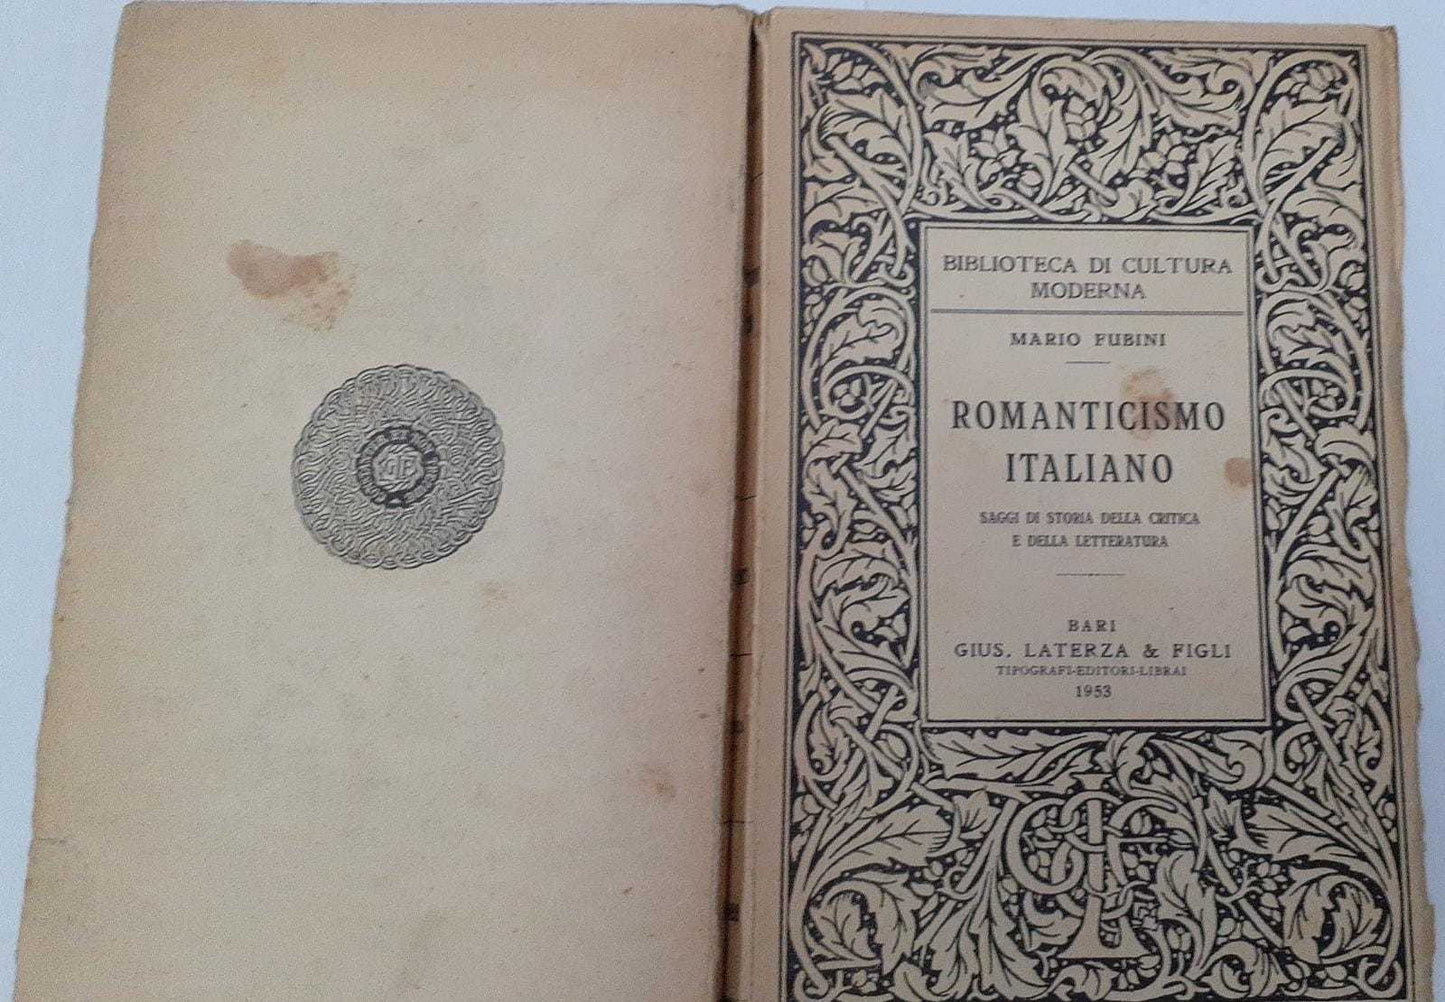 BIBLIOTECA DI CULTURA
MODERNA
MARIO FUBINI
ROMANTICISMO
ITALIANO
SAGGI DI STORIA DELLA CRITICA
E DELLA LETTERATURA
BARI
GIUS. LATERZA & FIGLI
TIPOGRAFI-EDITORI-LIBRAI
1953